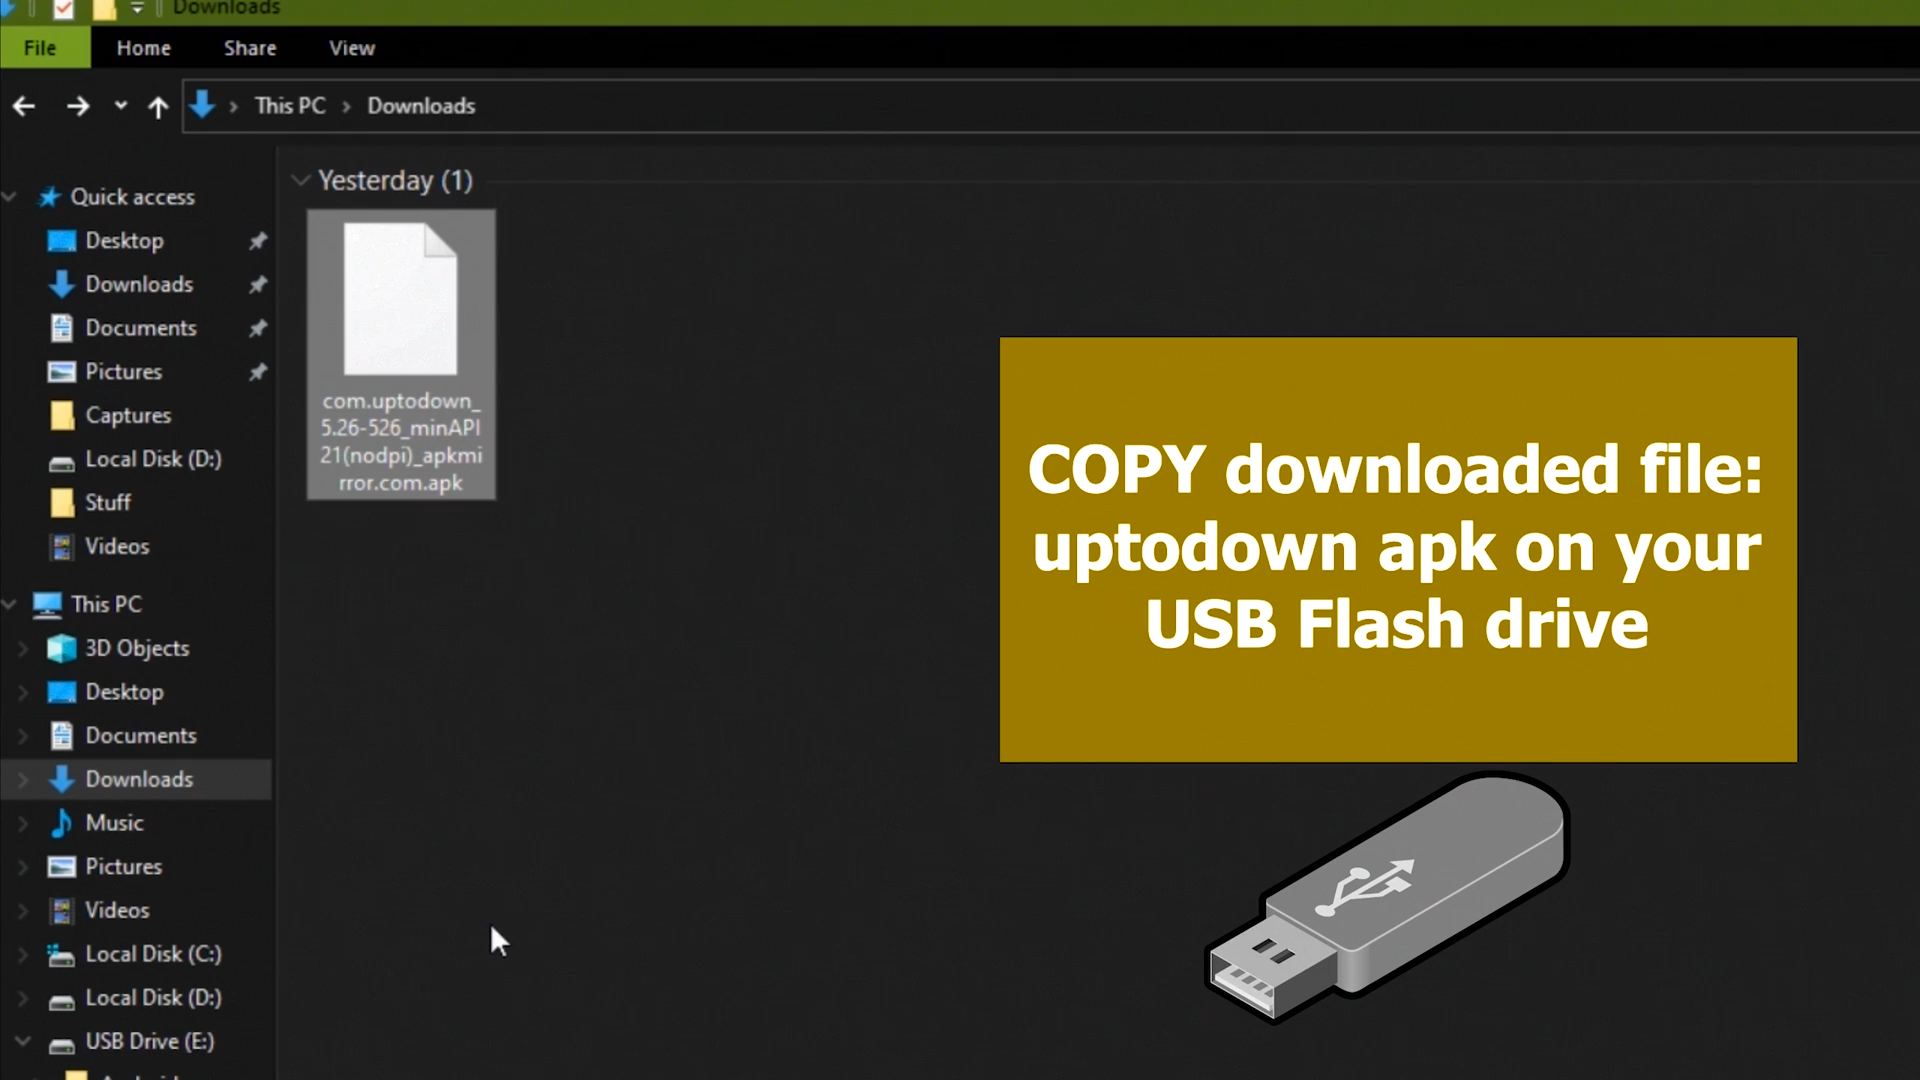 Downloads
File Home Share View
This PC Downloads
Quick access
Desktop
Downloads
Documents
Pictures
Captures
Local Disk (D:)
Stuff
Videos
This PC
3D Objects
Desktop
Documents
Downloads
Music
Pictures
Videos
Local Disk (C:)
Local Disk (D:)
USB Drive (E:)
Yesterday (1)
com.uptodown_
5.26-526_minAPI
21(nodpi)_apkmi
rror.com.apk
COPY downloaded file:
uptodown apk on your
USB Flash drive